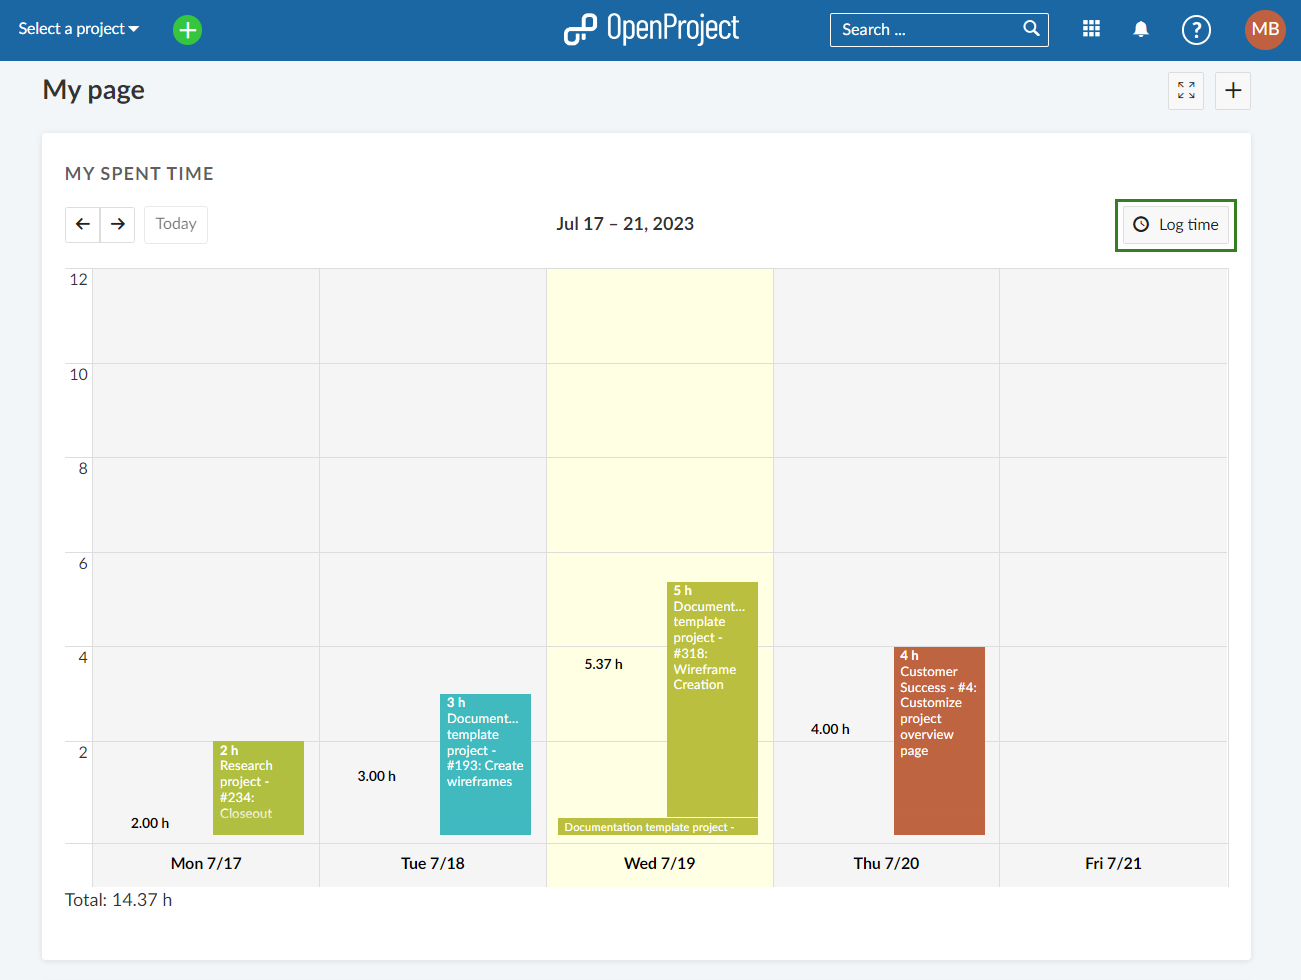 Select a project
OpenProject
Search ...
?
MB
My page
MY SPENT TIME
Today
Jul 17 – 21, 2023
Log time
12
10
8
6
4
2
2.00 h
2 h
Research
project -
#234:
Closeout
3.00 h
3 h
Document...
template
project -
#193: Create
wireframes
5.37 h
5 h
Document...
template
project -
#318:
Wireframe
Creation
Documentation template project -
4.00 h
4 h
Customer
Success - #4:
Customize
project
overview
page
Mon 7/17
Tue 7/18
Wed 7/19
Thu 7/20
Fri 7/21
Total: 14.37 h